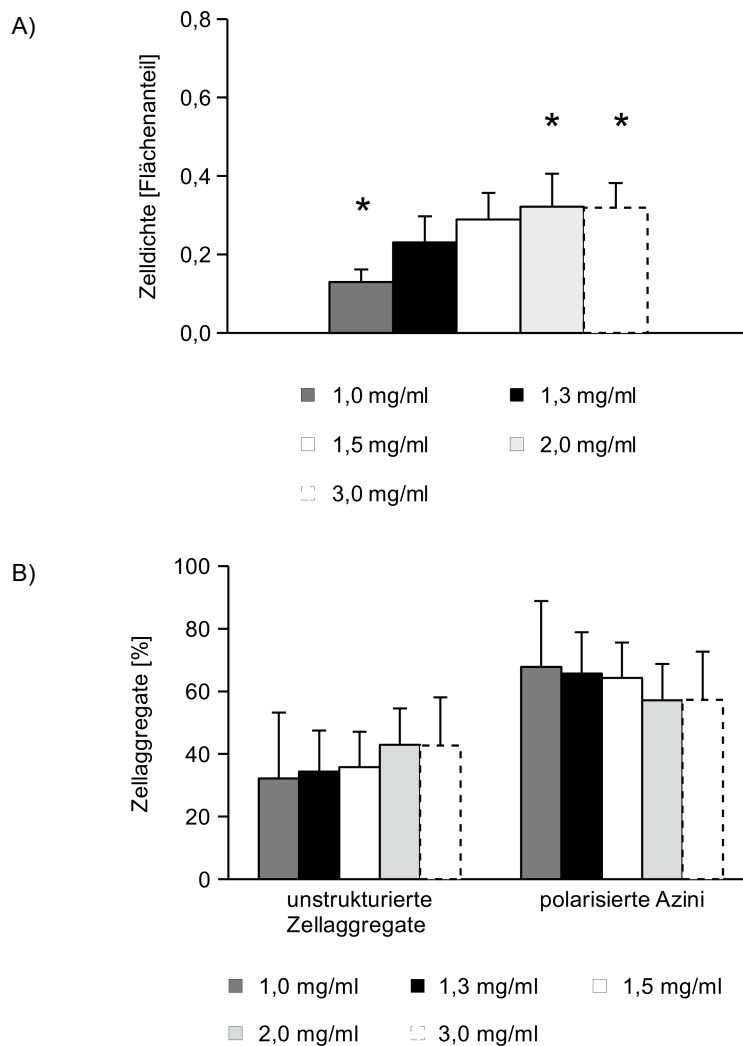 A)
Zelldichte [Flächenanteil]
0,8
0,6
0,4
0,2
0,0
* * *
1,0 mg/ml 1,3 mg/ml
1,5 mg/ml 2,0 mg/ml
3,0 mg/ml
B)
Zellaggregate [%]
100
80
60
40
20
0
unstrukturierte
Zellaggregate
polarisierte Azini
1,0 mg/ml 1,3 mg/ml 1,5 mg/ml
2,0 mg/ml 3,0 mg/ml